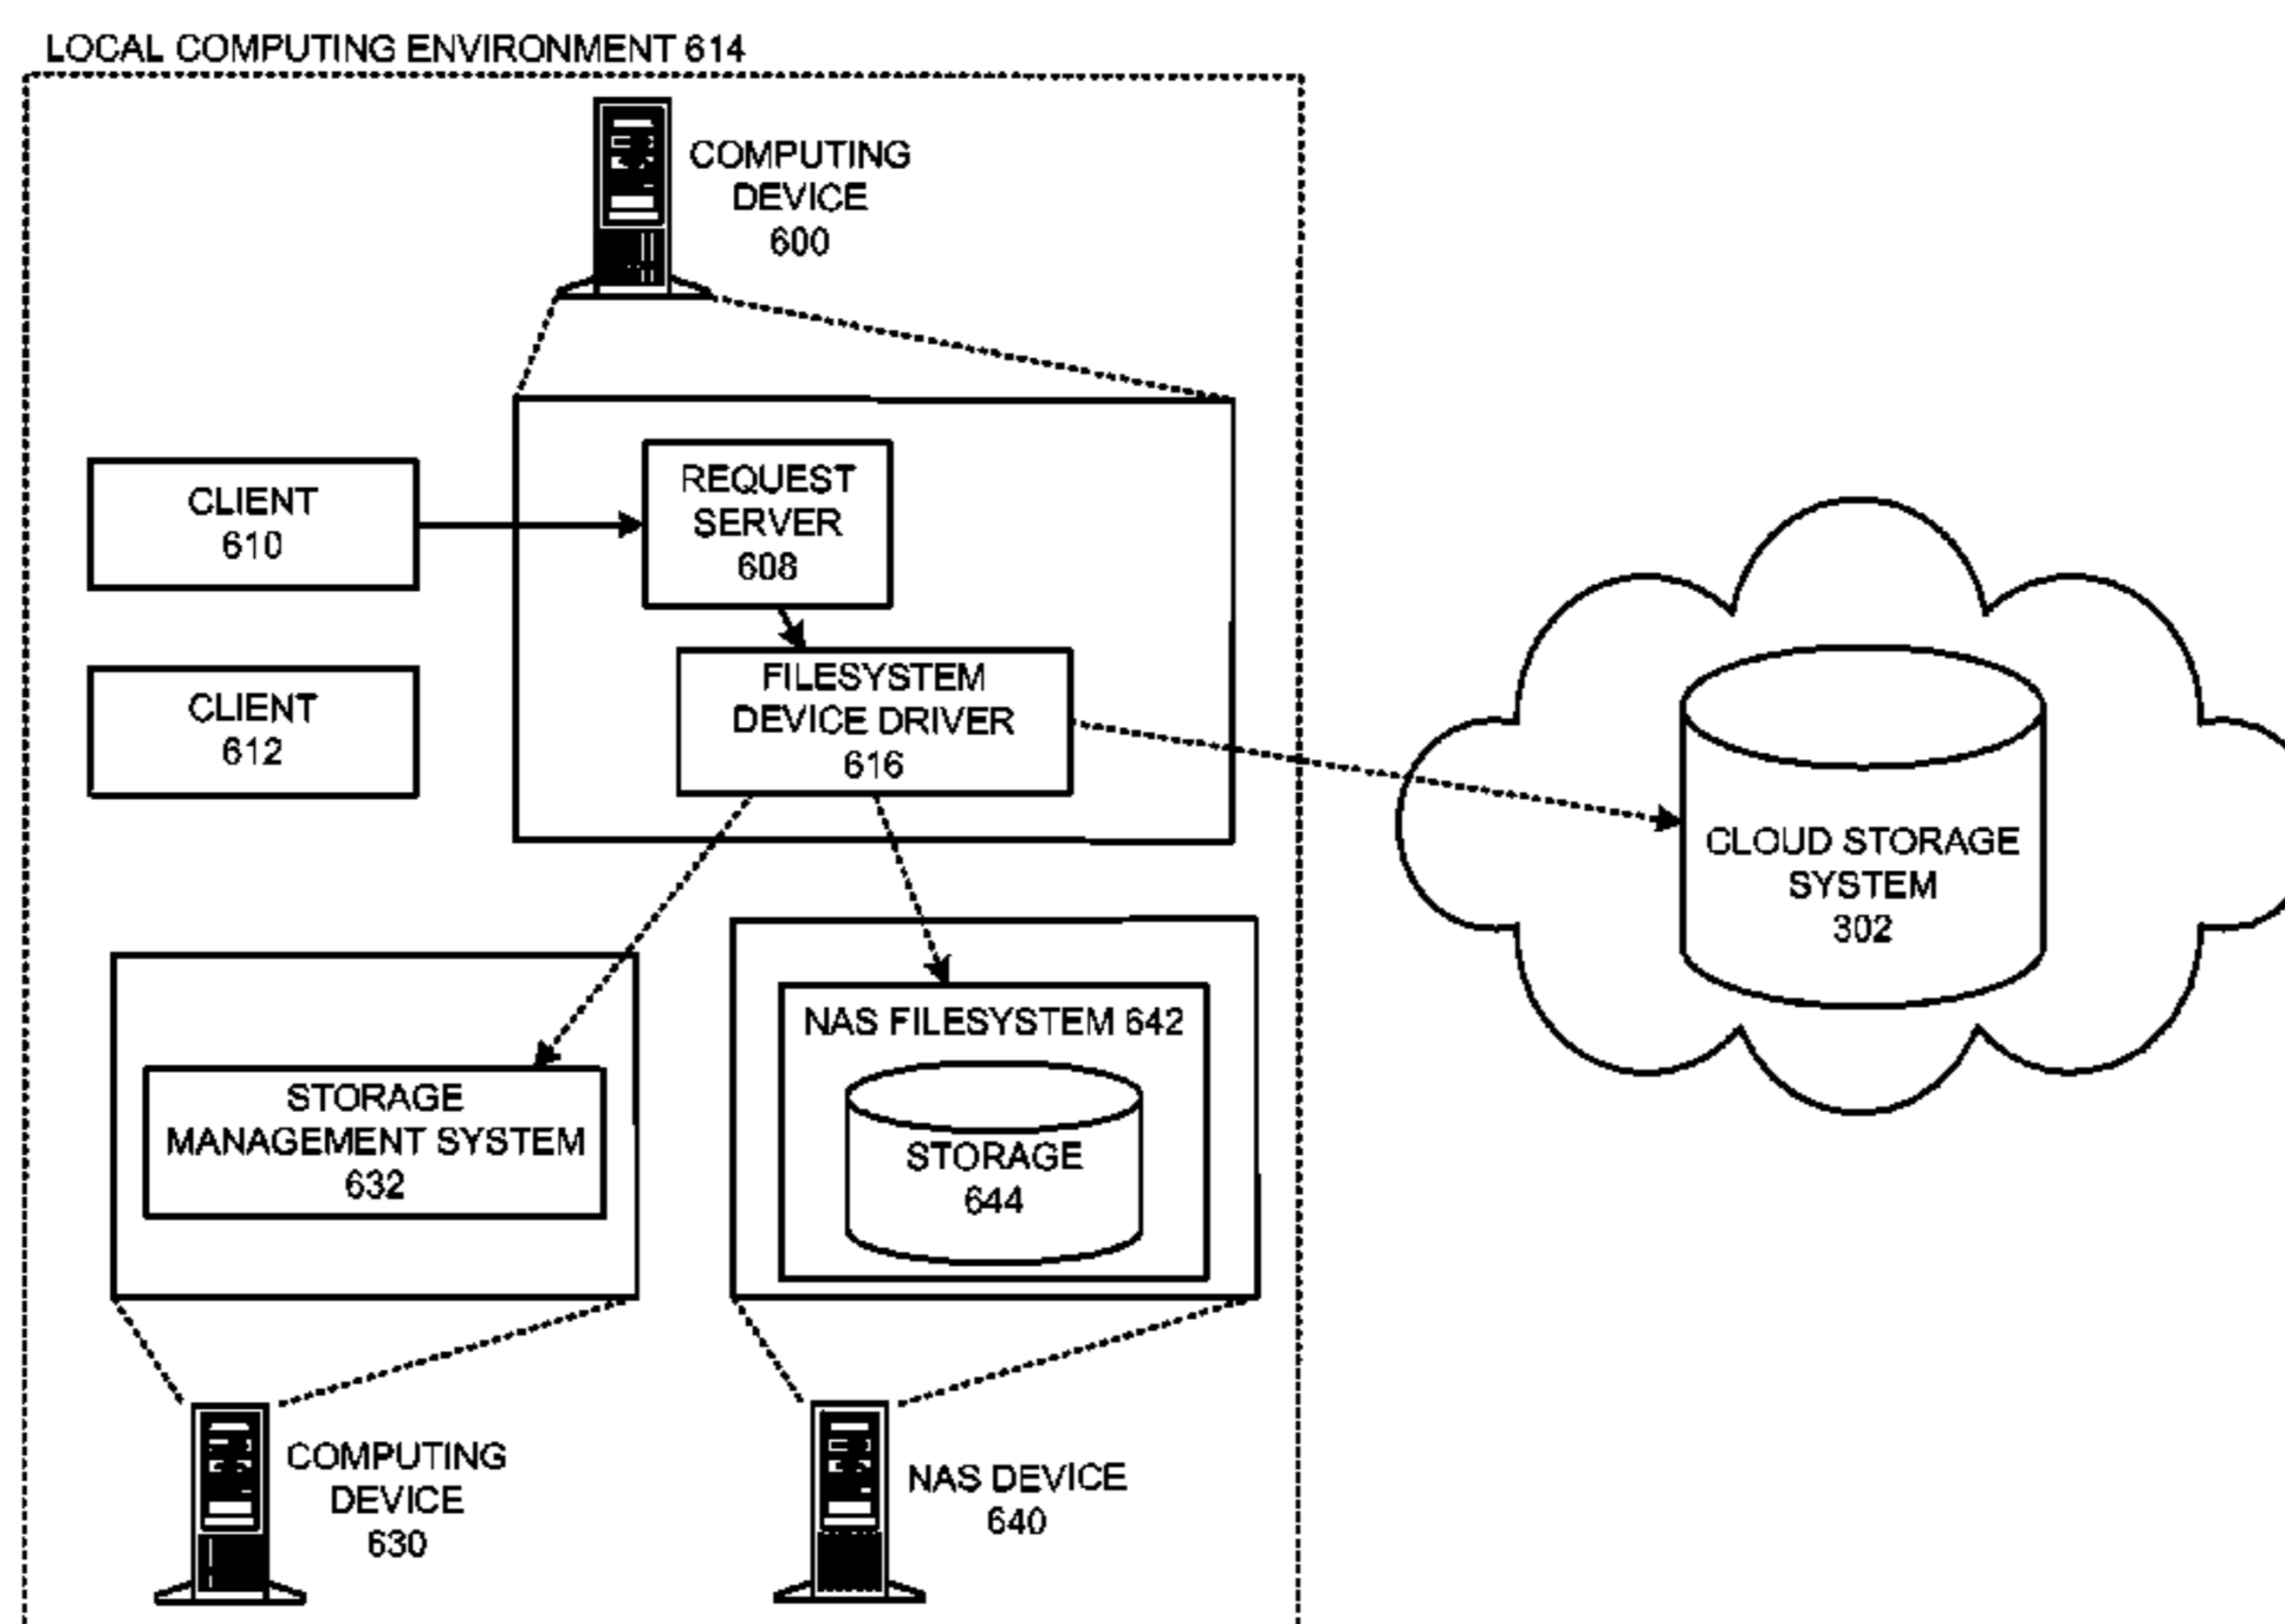 LOCAL COMPUTING ENVIRONMENT 614
COMPUTING
DEVICE
600
REQUEST
SERVER
608
CLIENT
610
FILESYSTEM
DEVICE DRIVER
616
CLIENT
612
CLOUD STORAGE
SYSTEM
302
NAS FILESYSTEM 642
STORAGE
644
STORAGE
MANAGEMENT SYSTEM
632
COMPUTING
DEVICE
630
NAS DEVICE
640